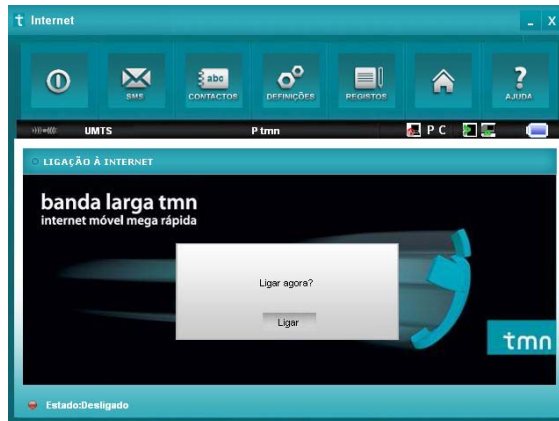 t Internet
SMS
abc
CONTACTOS
DEFINIÇÕES
REGISTOS
?
AJUDA
UMTS
P tmn
P C
LIGAÇÃO À INTERNET
banda larga tmn
internet móvel mega rápida
Ligar agora?
Ligar
tmn
Estado:Desligado